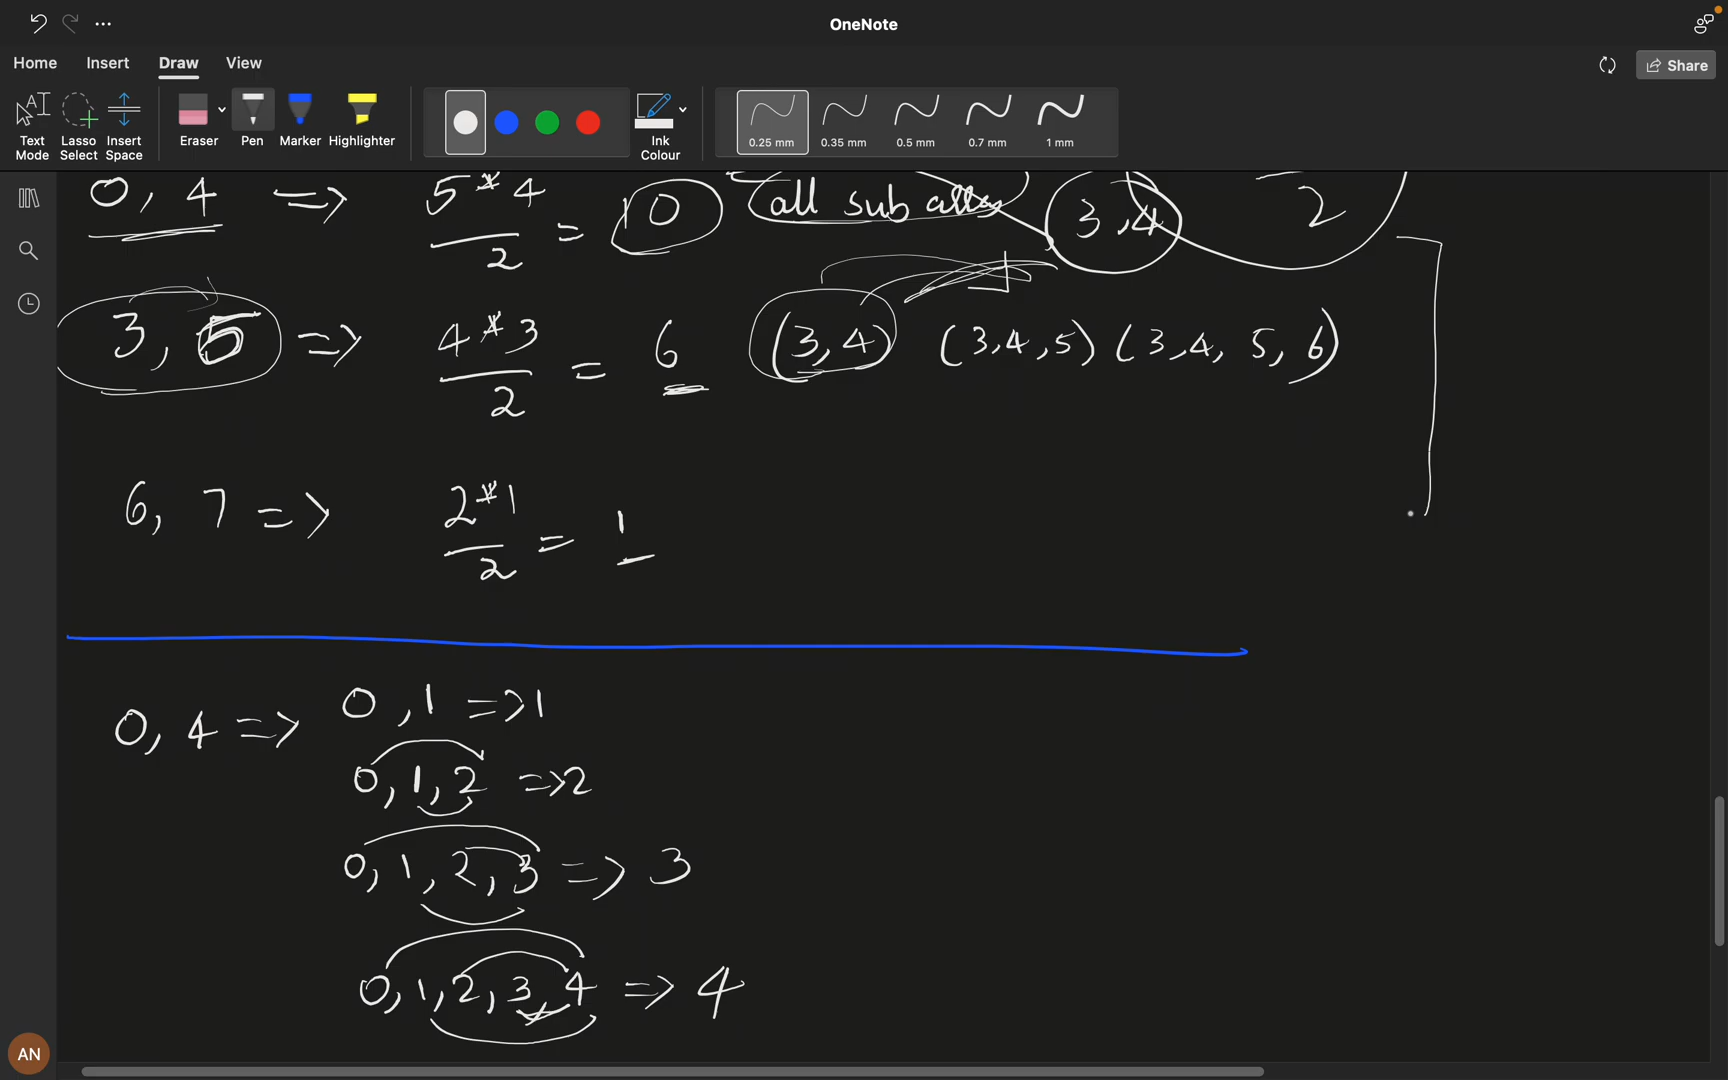 OneNote
Home Insert Draw View Share
Text Mode Lasso Select Insert Space Eraser Pen Marker Highlighter Ink Colour 0.25 mm 0.35 mm 0.5 mm 0.7 mm 1 mm
0, 4 => 5*4/2 = 10 all sub 3,4 2
3, 5 => 4*3/2 = 6 (3,4) (3,4,5) (3,4, 5, 6)
6, 7 => 2*1/2 = 1
0, 4 => 0,1 =>1
0,1,2 =>2
0,1,2,3 => 3
0,1,2,3,4 => 4
AN